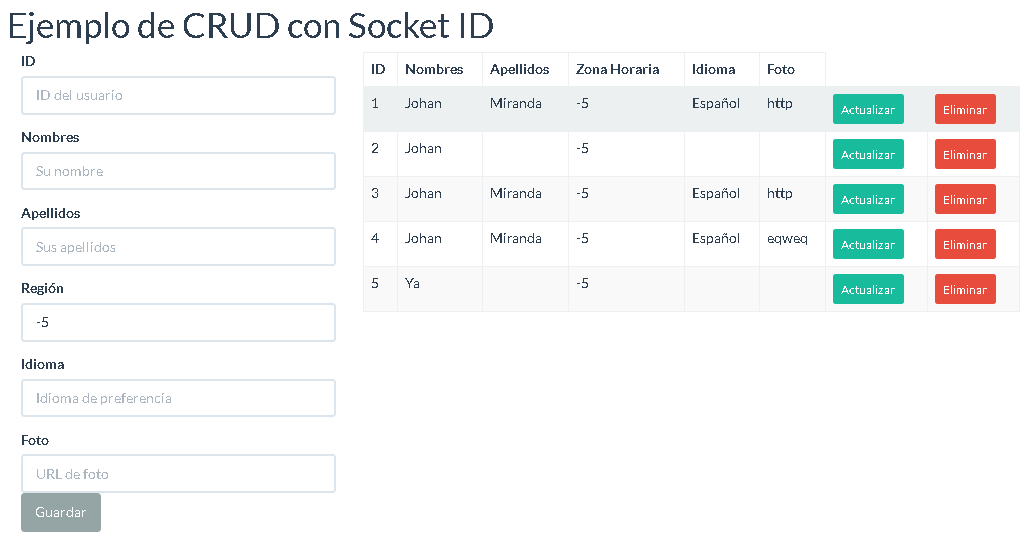 Ejemplo de CRUD con Socket ID
ID
ID del usuario
Nombres
Su nombre
Apellidos
Sus apellidos
Región
-5
Idioma
Idioma de preferencia
Foto
URL de foto
Guardar
ID Nombres Apellidos Zona Horaria Idioma Foto
1 Johan Miranda -5 Español http Actualizar Eliminar
2 Johan -5 Actualizar Eliminar
3 Johan Miranda -5 Español http Actualizar Eliminar
4 Johan Miranda -5 Español eqweq Actualizar Eliminar
5 Ya -5 Actualizar Eliminar